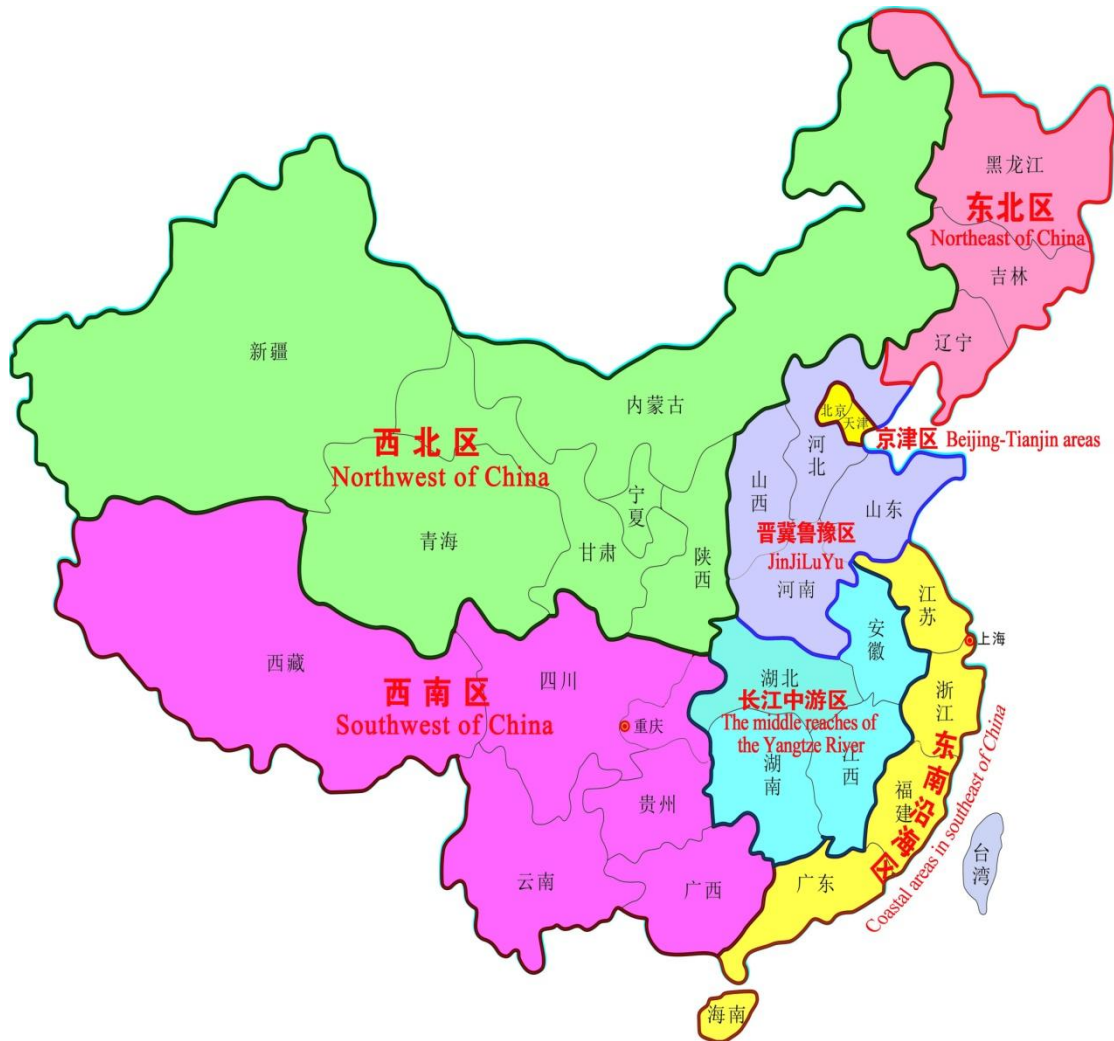 黑龙江
东北区
Northeast of China
吉林
辽宁
新疆
内蒙古
西北区
Northwest of China
宁夏
青海
甘肃
陕西
北京
天津
京津区 Beijing-Tianjin areas
河北
山西
山东
晋冀鲁豫区
JinJiLuYu
河南
江苏
上海
安徽
西藏
四川
西南区
Southwest of China
重庆
湖北
长江中游区
The middle reaches of
the Yangtze River
湖南
江西
浙江
东南沿海区
Coastal areas in southeast of China
福建
贵州
云南
广西
广东
台湾
海南